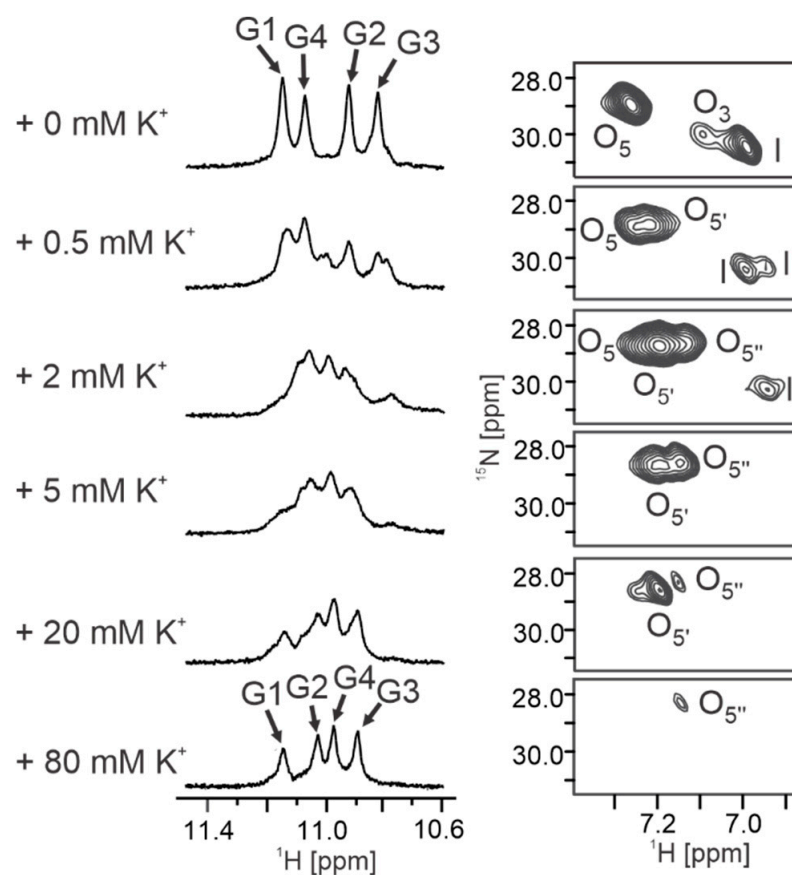 G1 G4 G2 G3
+ 0 mM K⁺
+ 0.5 mM K⁺
+ 2 mM K⁺
+ 5 mM K⁺
+ 20 mM K⁺
G1 G2 G4 G3
+ 80 mM K⁺
11.4 11.0 10.6
¹H [ppm]
28.0
30.0
O₅ O₃ I
28.0
30.0
O₅ O₅' I I
28.0
30.0
O₅ O₅'' O₅' I
¹⁵N [ppm]
28.0
30.0
O₅'' O₅'
28.0
30.0
O₅'' O₅'
28.0
30.0
O₅''
7.2 7.0
¹H [ppm]